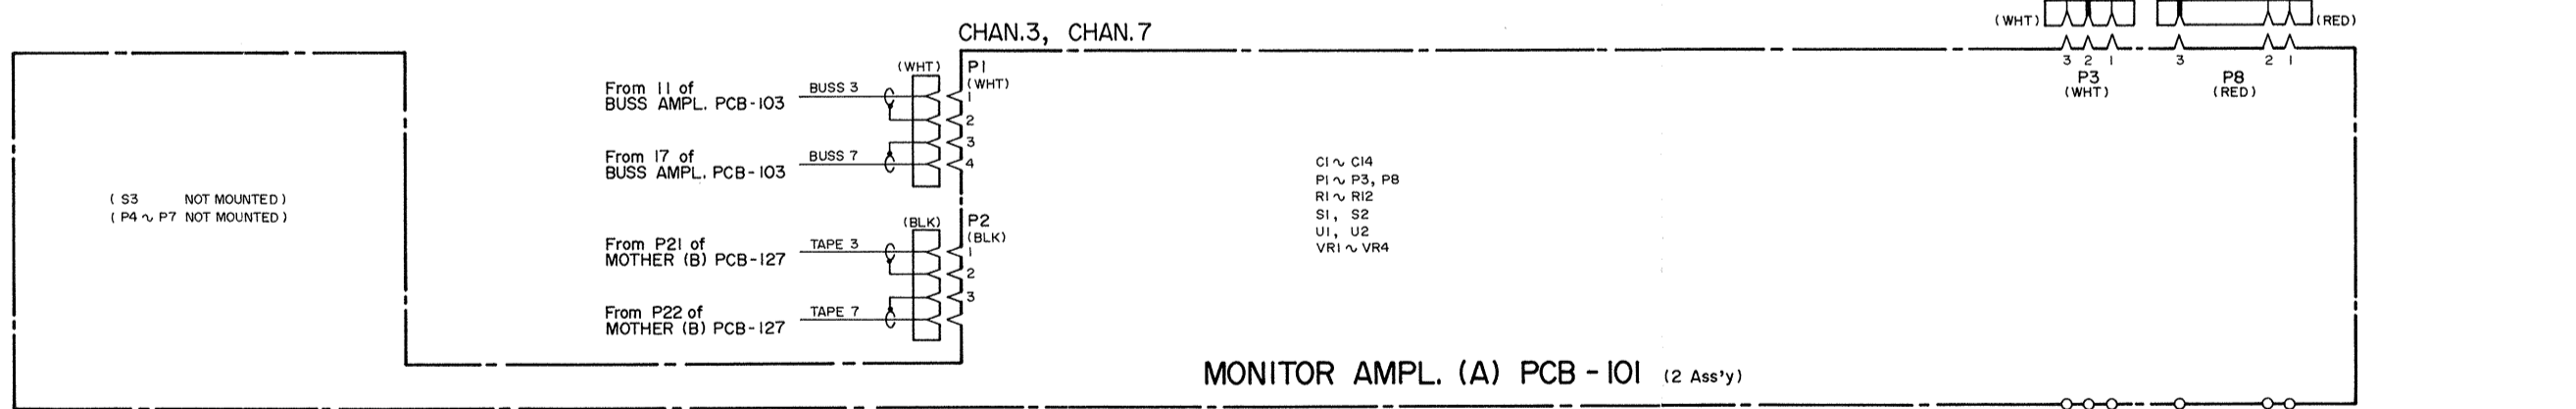 CHAN.3, CHAN.7
(WHT)
(RED)
3 2 1
3 2 1
P3
(WHT)
P8
(RED)
(WHT)
P1
(WHT)
From 11 of
BUSS AMPL. PCB-103
BUSS 3
1
2
3
4
From 17 of
BUSS AMPL. PCB-103
BUSS 7
( S3 NOT MOUNTED )
( P4 ~ P7 NOT MOUNTED )
C1 ~ C14
P1 ~ P3, P8
R1 ~ R12
S1, S2
U1, U2
VR1 ~ VR4
(BLK)
P2
(BLK)
From P21 of
MOTHER (B) PCB-127
TAPE 3
1
2
3
From P22 of
MOTHER (B) PCB-127
TAPE 7
MONITOR AMPL. (A) PCB - 101 (2 Ass'y)